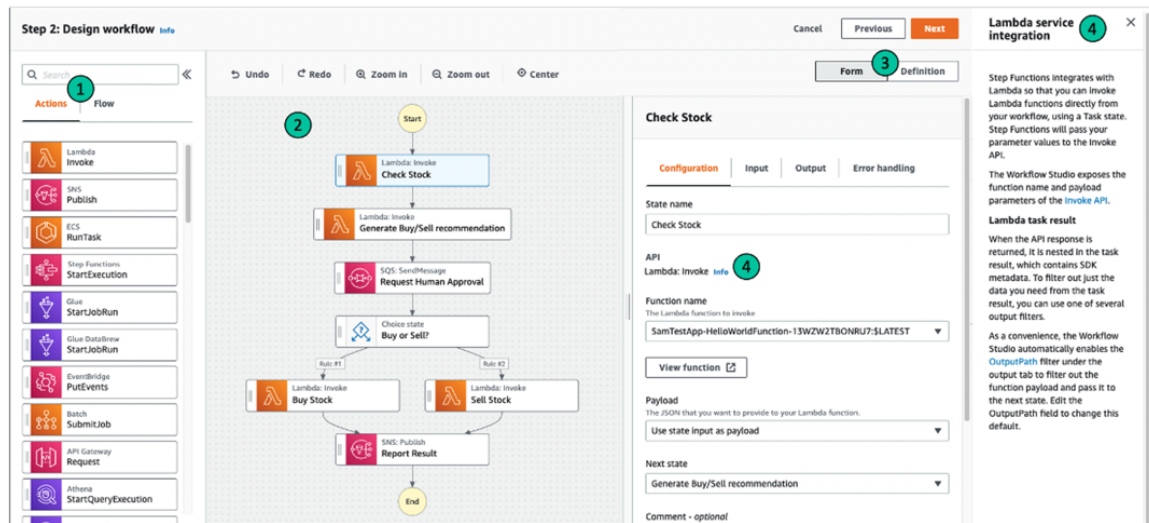 Step 2: Design workflow Info
Cancel
Previous
Next
Search
1
Actions
Flow
Lambda
Invoke
SNS
Publish
ECS
RunTask
Step Functions
StartExecution
Glue
StartJobRun
Glue DataBrew
StartJobRun
EventBridge
PutEvents
Batch
SubmitJob
API Gateway
Request
Athena
StartQueryExecution
Undo
Redo
Zoom in
Zoom out
Center
2
Start
Lambda: Invoke
Check Stock
Lambda: Invoke
Generate Buy/Sell recommendation
SQS: SendMessage
Request Human Approval
Choice state
Buy or Sell?
Rule #1
Rule #2
Lambda: Invoke
Buy Stock
Lambda: Invoke
Sell Stock
SNS: Publish
Report Result
End
Form
3
Definition
Check Stock
Configuration
Input
Output
Error handling
State name
Check Stock
API
Lambda: Invoke Info
4
Function name
The Lambda function to invoke
SamTestApp-HelloWorldFunction-13WZW2TBONRU7:$LATEST
View function
Payload
The JSON that you want to provide to your Lambda function.
Use state input as payload
Next state
Generate Buy/Sell recommendation
Comment - optional
Lambda service
integration
4
Step Functions integrates with
Lambda so that you can invoke
Lambda functions directly from
your workflow, using a Task state.
Step Functions will pass your
parameter values to the Invoke
API.
The Workflow Studio exposes the
function name and payload
parameters of the Invoke API.
Lambda task result
When the API response is
returned, it is nested in the task
result, which contains SDK
metadata. To filter out just the
data you need from the task
result, you can use one of several
output filters.
As a convenience, the Workflow
Studio automatically enables the
OutputPath filter under the
output tab to filter out the
function payload and pass it to
the next state. Edit the
OutputPath field to change this
default.